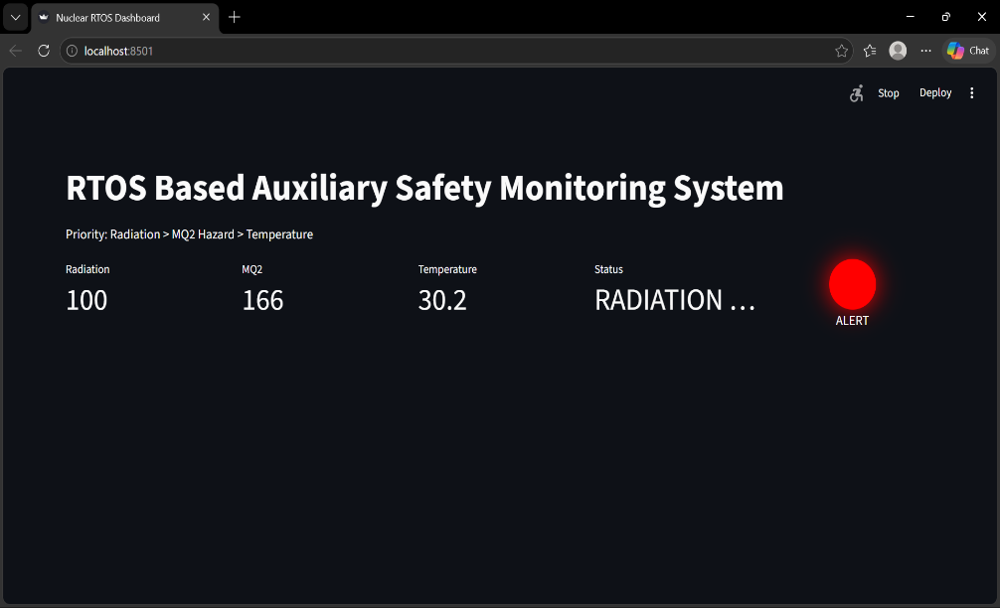 Nuclear RTOS Dashboard
localhost:8501
Chat
Stop
Deploy
RTOS Based Auxiliary Safety Monitoring System
Priority: Radiation > MQ2 Hazard > Temperature
Radiation
MQ2
Temperature
Status
100
166
30.2
RADIATION …
ALERT